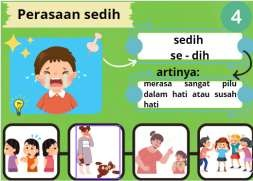 Perasaan sedih
4
sedih
se - dih
artinya:
merasa sangat pilu
dalam hati atau susah
hati